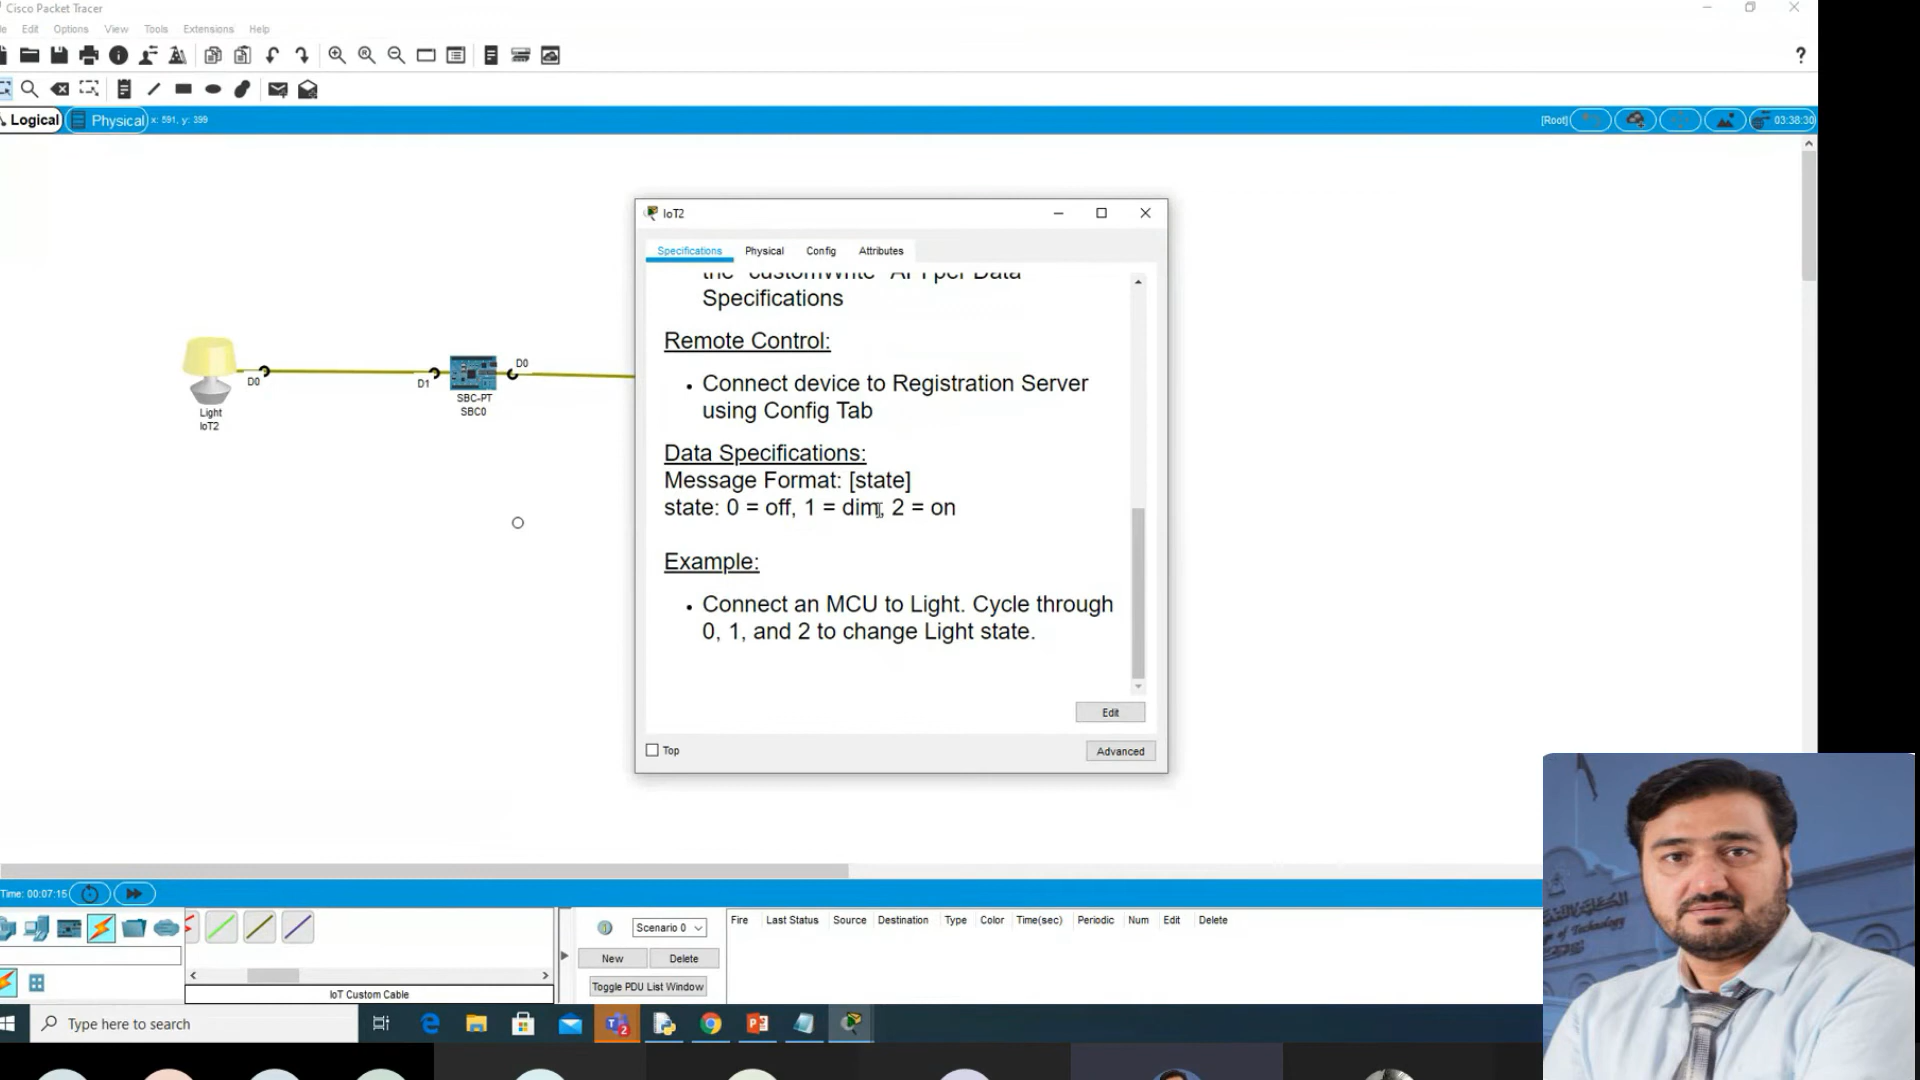 Cisco Packet Tracer
Edit Options View Tools Extensions Help
?
Logical Physical x: 591, y: 399 [Root] 03:38:30
IoT2
Specifications Physical Config Attributes
Specifications
Remote Control:
• Connect device to Registration Server
using Config Tab
Data Specifications:
Message Format: [state]
state: 0 = off, 1 = dim, 2 = on
Example:
• Connect an MCU to Light. Cycle through
0, 1, and 2 to change Light state.
Edit
Top Advanced
D0 D1 D0
Light
IoT2
SBC-PT
SBC0
Time: 00:07:15
Scenario 0
New Delete
Toggle PDU List Window
Fire Last Status Source Destination Type Color Time(sec) Periodic Num Edit Delete
IoT Custom Cable
Type here to search
2
of Technology